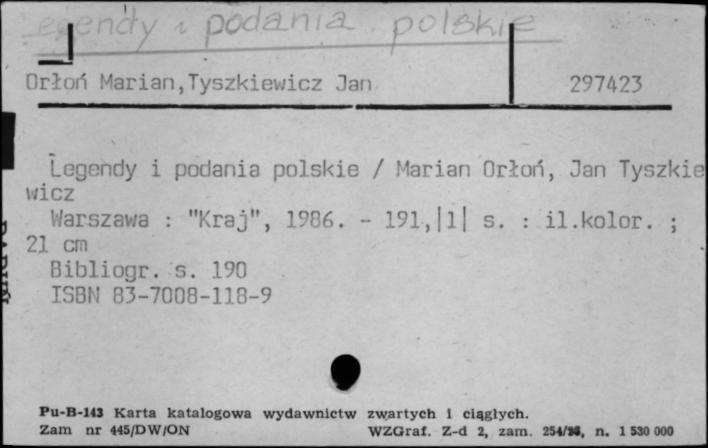 Legendy i podania polskie
Orłoń Marian,Tyszkiewicz Jan 297423
Legendy i podania polskie / Marian Orłoń, Jan Tyszkie
wicz
Warszawa : "Kraj", 1986. - 191,|1| s. : il.kolor. ;
21 cm
Bibliogr. s. 190
ISBN 83-7008-118-9
Pu-B-143 Karta katalogowa wydawnictw zwartych i ciągłych.
Zam nr 445/DW/ON WZGraf. Z-d 2, zam. n. 1 530 000